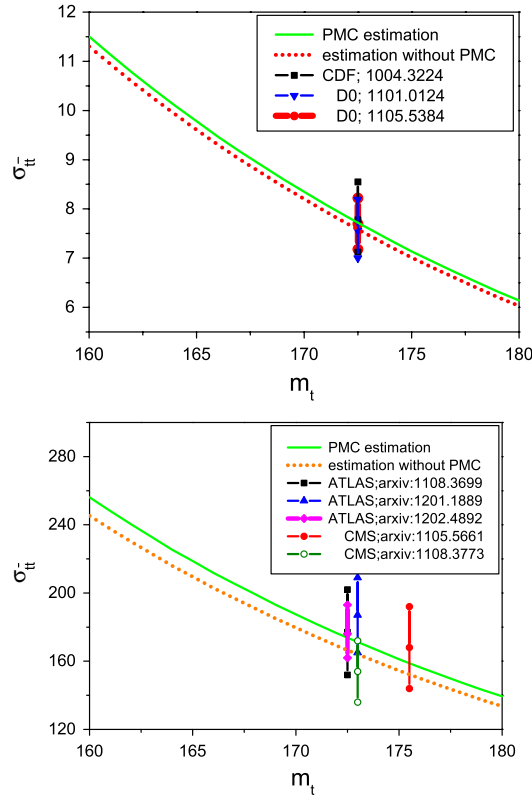 12
11
10
9
8
7
6
σtt̄
PMC estimation
estimation without PMC
CDF; 1004.3224
D0; 1101.0124
D0; 1105.5384
160 165 170 175 180
mt
300
280
240
200
160
120
σtt̄
PMC estimation
estimation without PMC
ATLAS;arxiv:1108.3699
ATLAS;arxiv:1201.1889
ATLAS;arxiv:1202.4892
CMS;arxiv:1105.5661
CMS;arxiv:1108.3773
160 165 170 175 180
mt